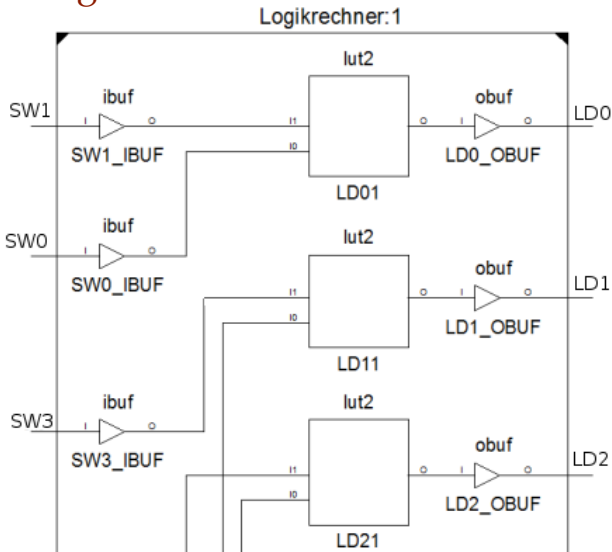 g
Logikrechner:1
lut2
ibuf
obuf
SW1
I
O
I1
O
I
O
LD0
I0
SW1_IBUF
LD0_OBUF
LD01
ibuf
lut2
SW0
I
O
obuf
SW0_IBUF
I1
O
I
O
LD1
I0
LD1_OBUF
LD11
ibuf
lut2
SW3
I
O
obuf
SW3_IBUF
I1
O
I
O
LD2
I0
LD2_OBUF
LD21